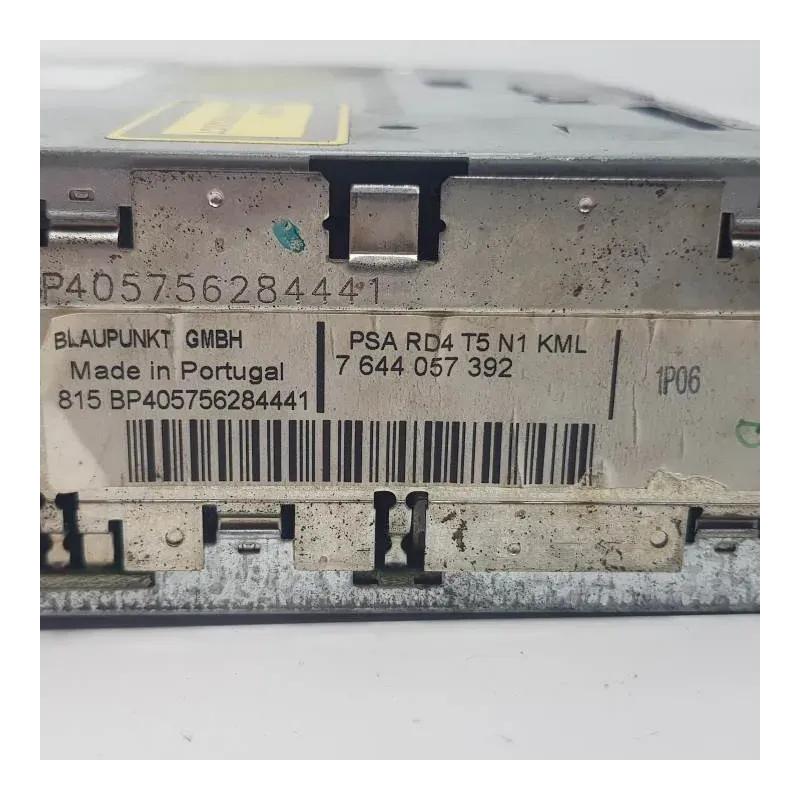 P405756284441
BLAUPUNKT GMBH
Made in Portugal
815 BP405756284441
PSA RD4 T5 N1 KML
7 644 057 392
1P06